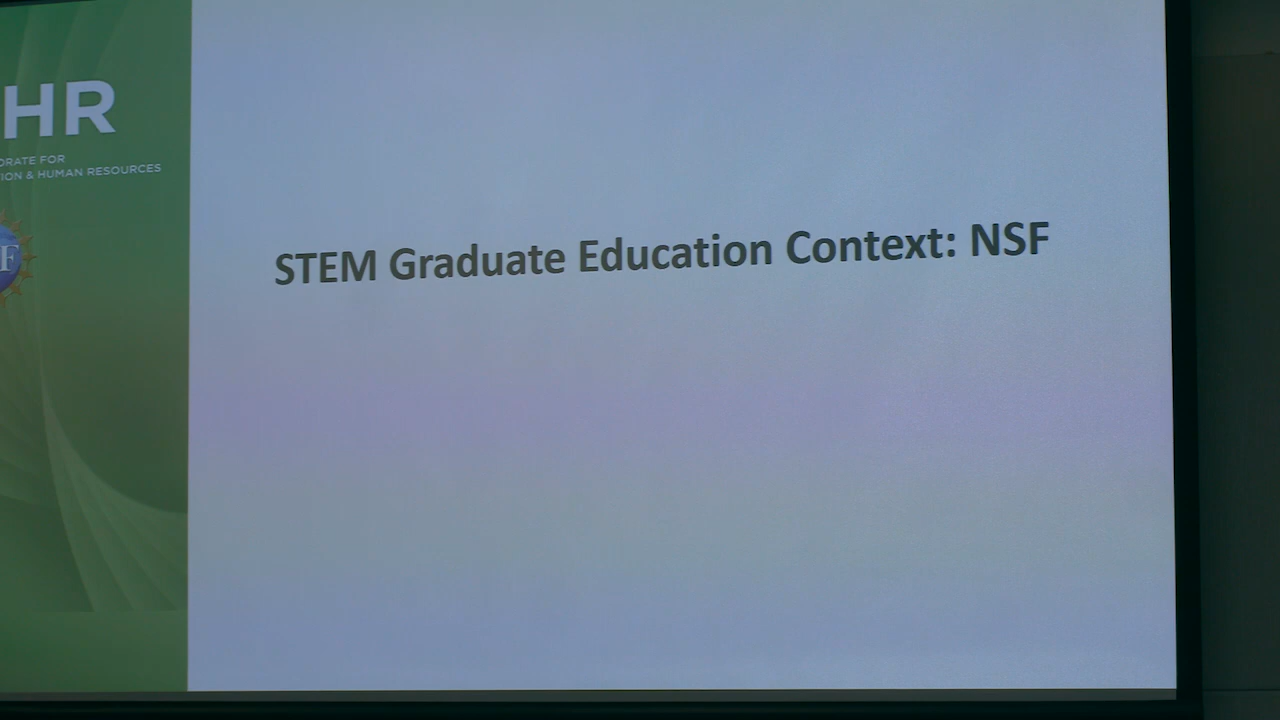 HR
ORATE FOR
ION & HUMAN RESOURCES
F
STEM Graduate Education Context: NSF